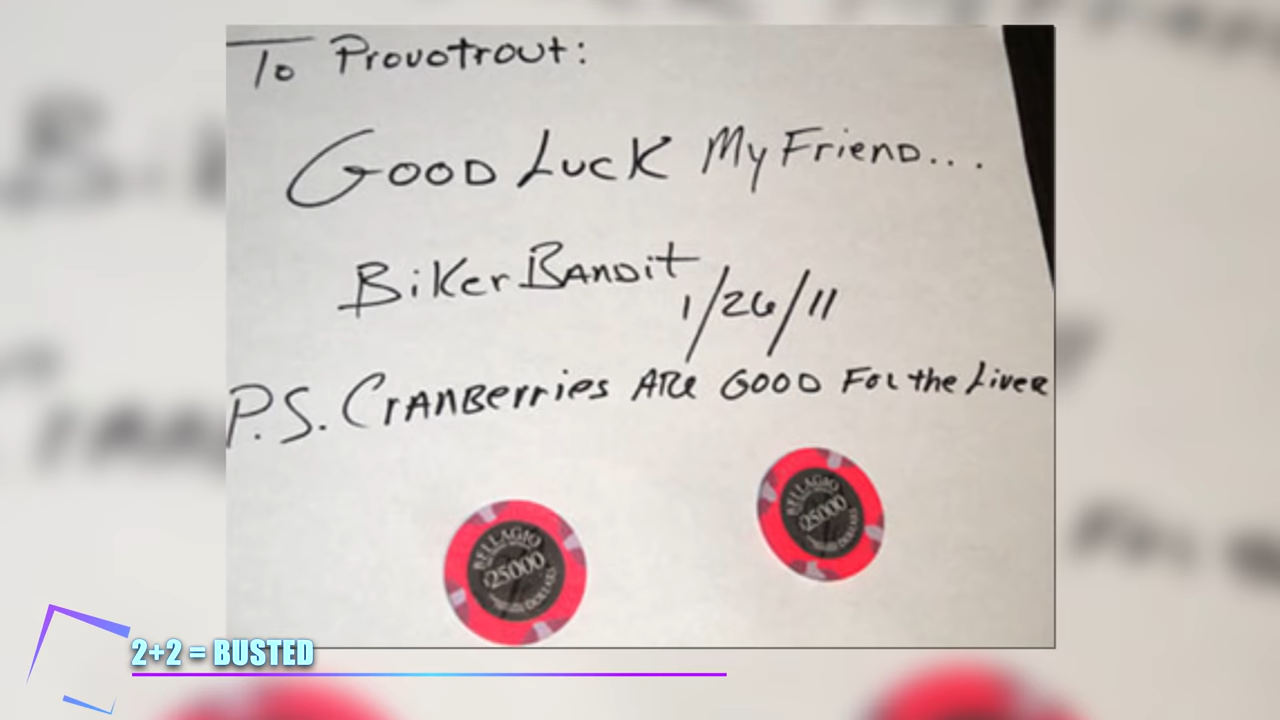 To Provotrout:
Good Luck My Friend...
BikerBandit
1/26/11
P.S. Cranberries Are Good For the Liver
BELLAGIO
$25000
BELLAGIO
$25000
2+2 = BUSTED